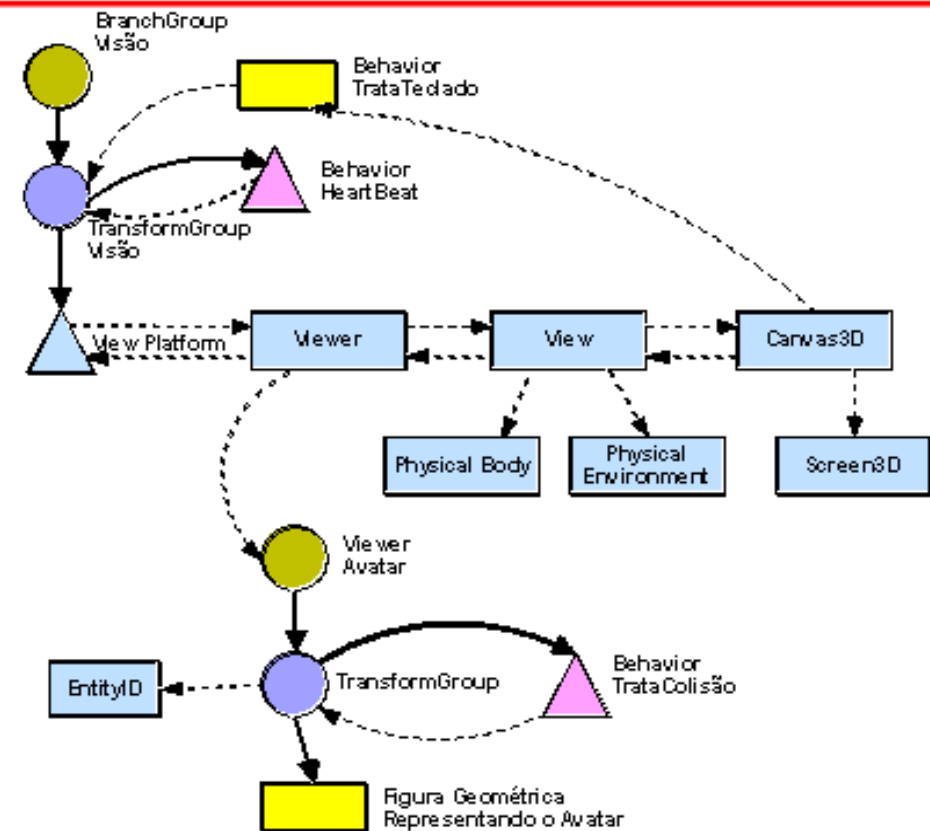 BranchGroup
Visão
Behavior
TrataTeclado
Behavior
HeartBeat
TransformGroup
Visão
View Platform
Viewer
View
Canvas3D
Physical Body
Physical
Environment
Screen3D
Viewer
Avatar
EntityID
TransformGroup
Behavior
TrataColisão
Figura Geométrica
Representando o Avatar